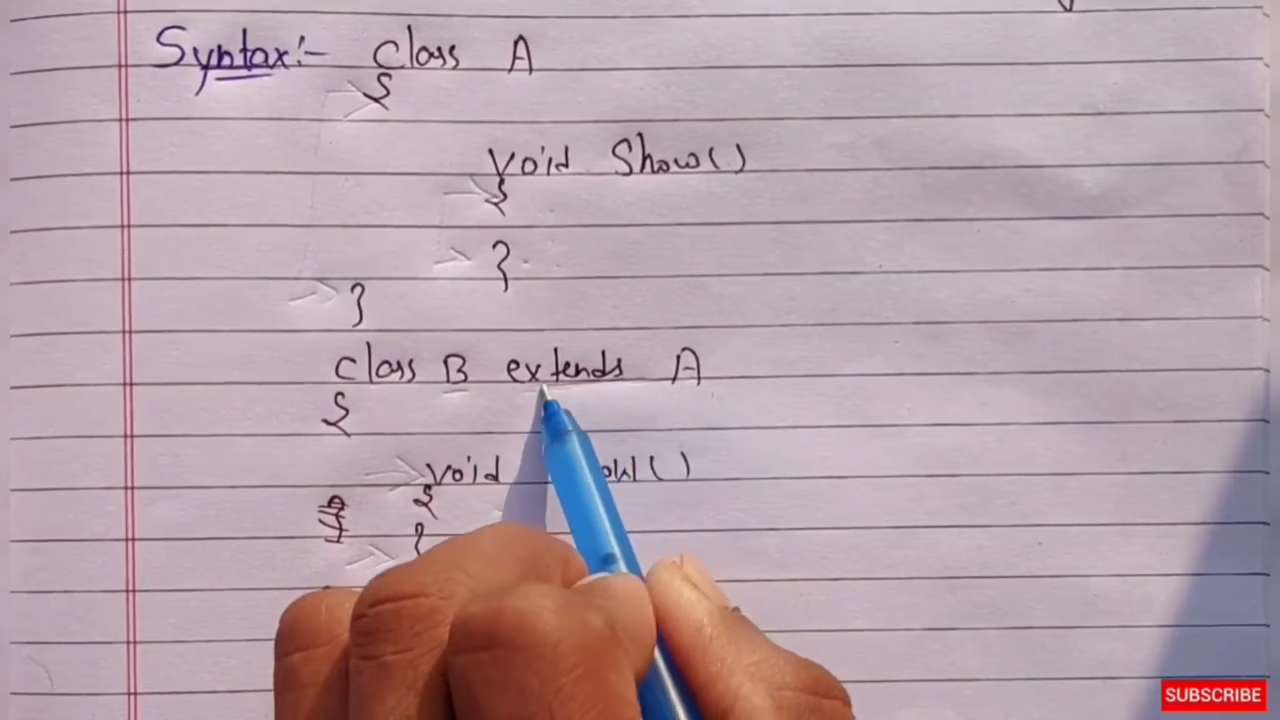 Syntax:- Class A
{
void Show()
{
}
}
class B extends A
{
void ()
{
}
SUBSCRIBE